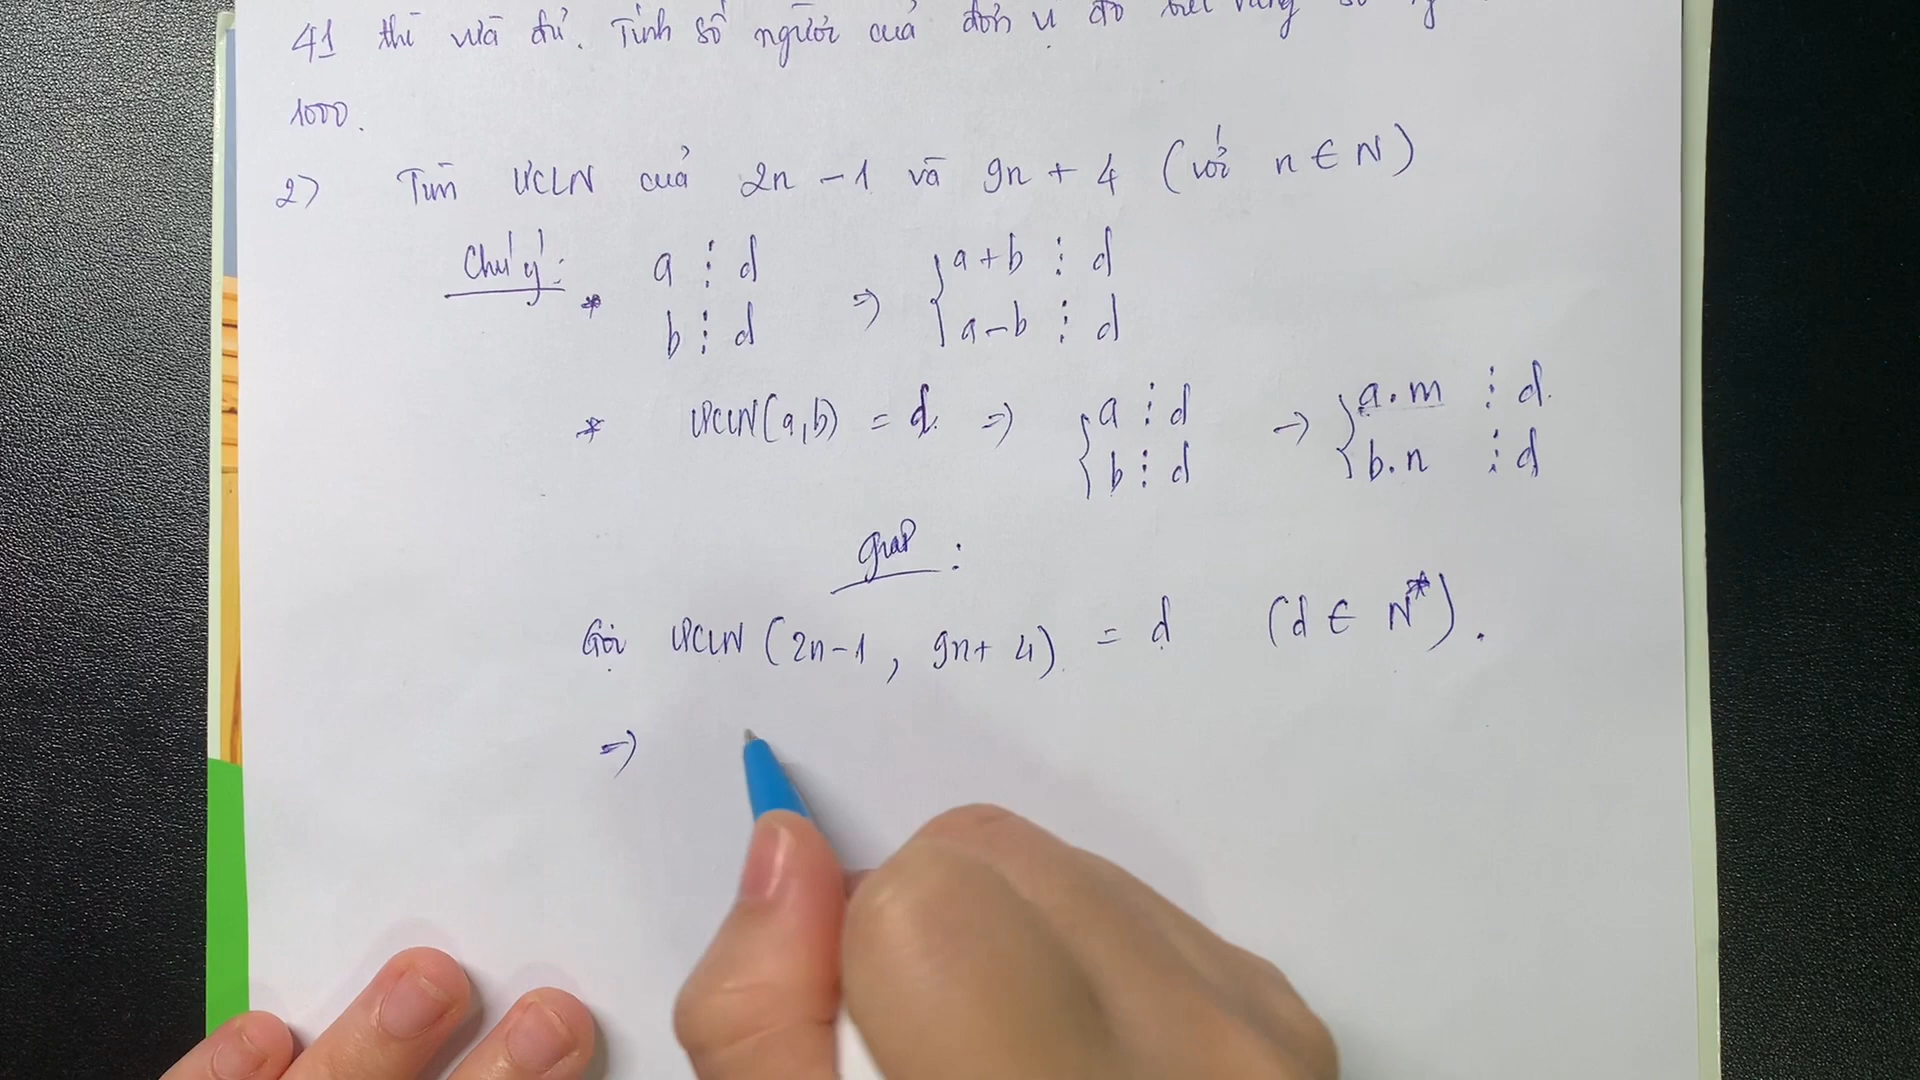 41 thì vừa đủ. Tính số người của đơn vị đó biết rằng số
1000.
2) Tìm ƯCLN của 2n - 1 và 9n + 4 (với n ∈ N)
Chú ý: * a ⋮ d b ⋮ d => { a + b ⋮ d a - b ⋮ d
* ƯCLN(a,b) = d. => { a ⋮ d b ⋮ d -> { a.m ⋮ d. b.n ⋮ d
Giải :
Gọi ƯCLN (2n-1, 9n+4) = d (d ∈ N*).
=>